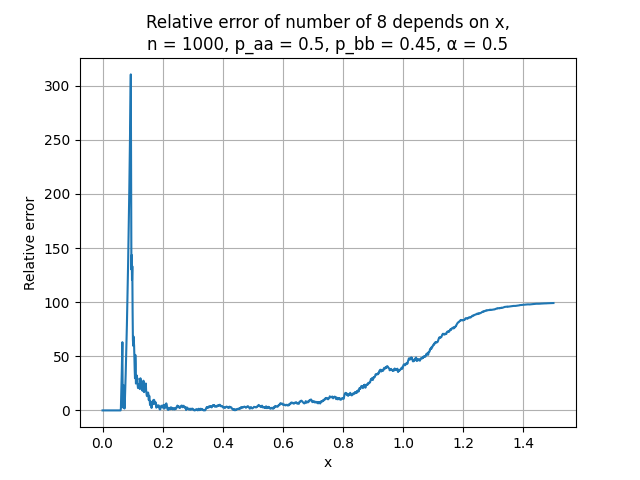 Relative error of number of 8 depends on x,
n = 1000, p_aa = 0.5, p_bb = 0.45, α = 0.5
300
250
200
150
100
50
0
Relative error
0.0 0.2 0.4 0.6 0.8 1.0 1.2 1.4
x